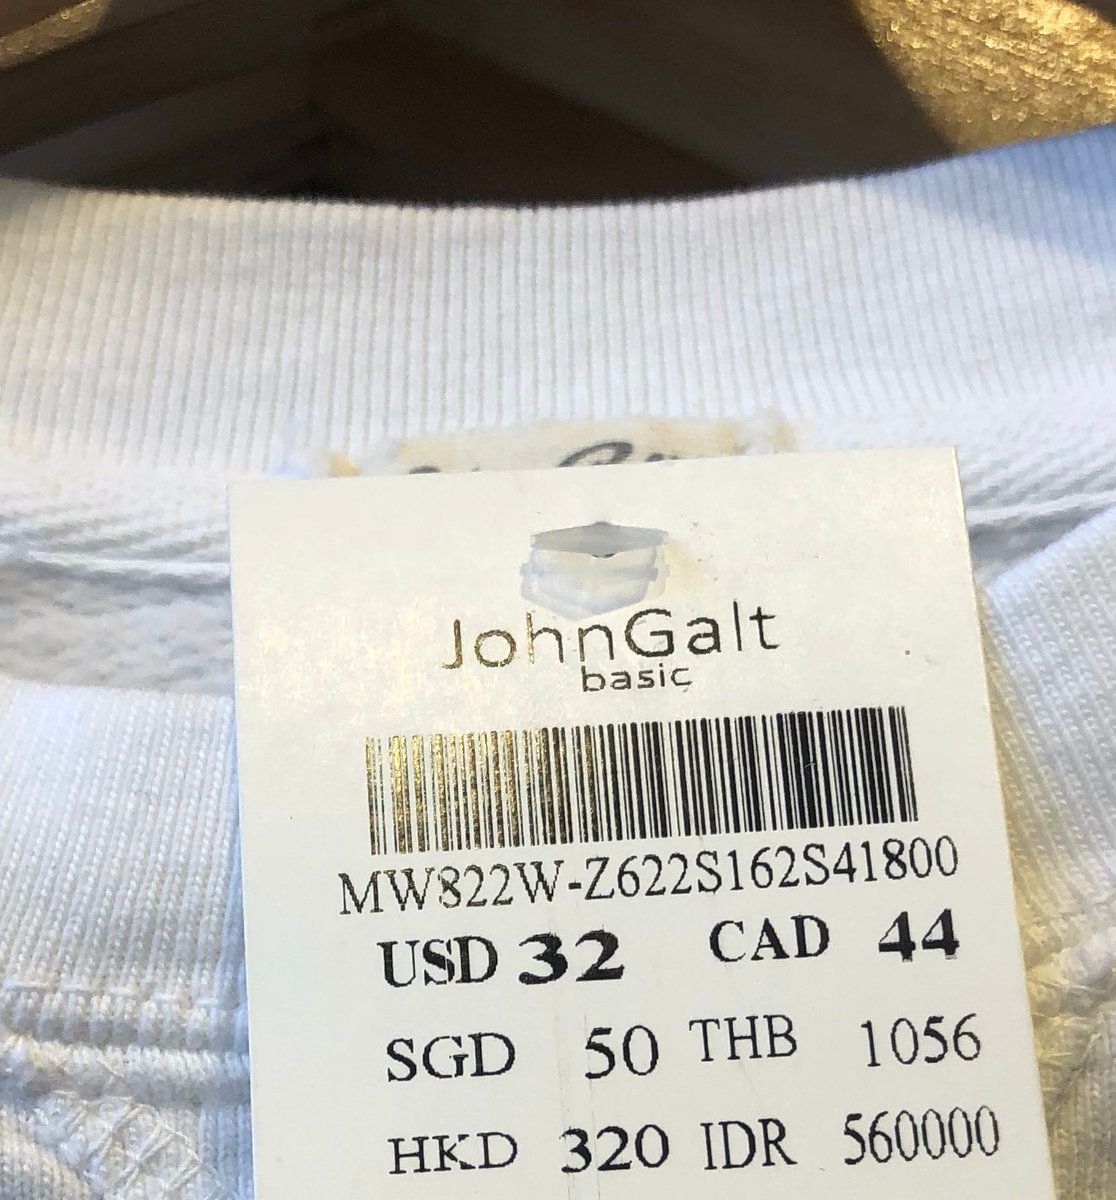 JohnGalt
basic
MW822W-Z622S162S41800
USD 32 CAD 44
SGD 50 THB 1056
HKD 320 IDR 560000